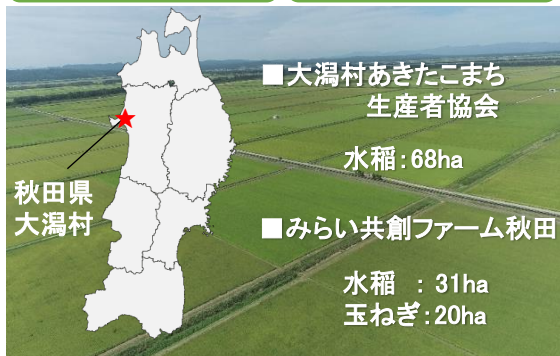 ■大潟村あきたこまち
生産者協会
水稲：68ha
秋田県
大潟村
■みらい共創ファーム秋田
水稲 ：31ha
玉ねぎ：20ha